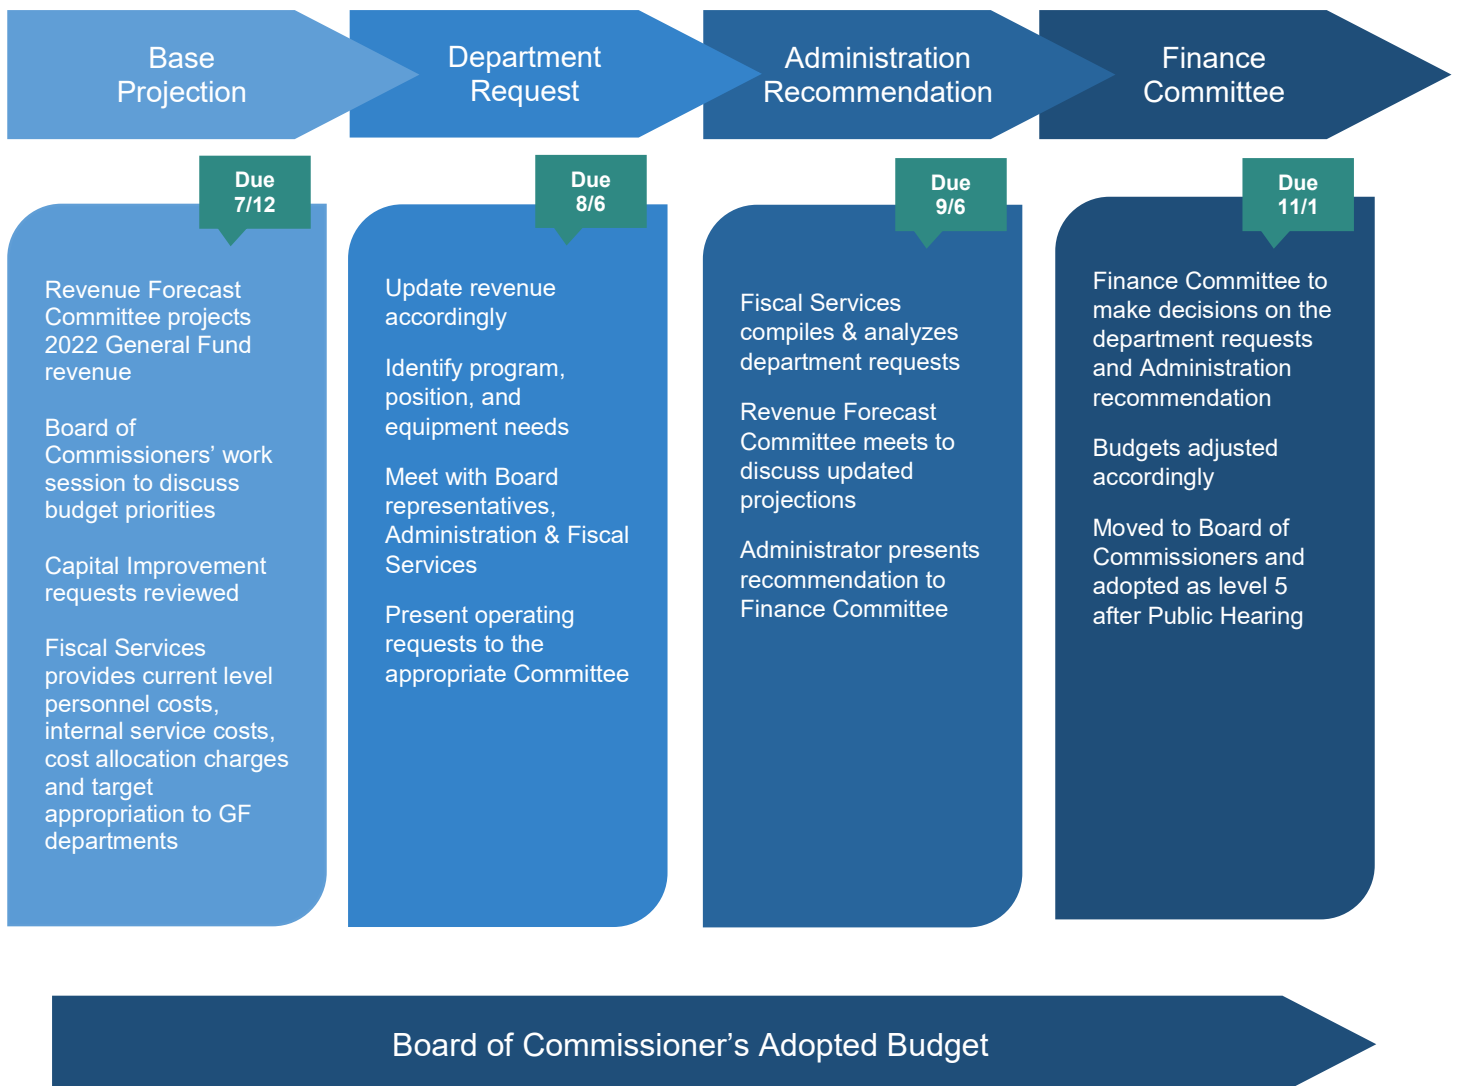 Base
Projection
Department
Request
Administration
Recommendation
Finance
Committee
Due
7/12
Revenue Forecast
Committee projects
2022 General Fund
revenue
Board of
Commissioners’ work
session to discuss
budget priorities
Capital Improvement
requests reviewed
Fiscal Services
provides current level
personnel costs,
internal service costs,
cost allocation charges
and target
appropriation to GF
departments
Due
8/6
Update revenue
accordingly
Identify program,
position, and
equipment needs
Meet with Board
representatives,
Administration & Fiscal
Services
Present operating
requests to the
appropriate Committee
Due
9/6
Fiscal Services
compiles & analyzes
department requests
Revenue Forecast
Committee meets to
discuss updated
projections
Administrator presents
recommendation to
Finance Committee
Due
11/1
Finance Committee to
make decisions on the
department requests
and Administration
recommendation
Budgets adjusted
accordingly
Moved to Board of
Commissioners and
adopted as level 5
after Public Hearing
Board of Commissioner’s Adopted Budget